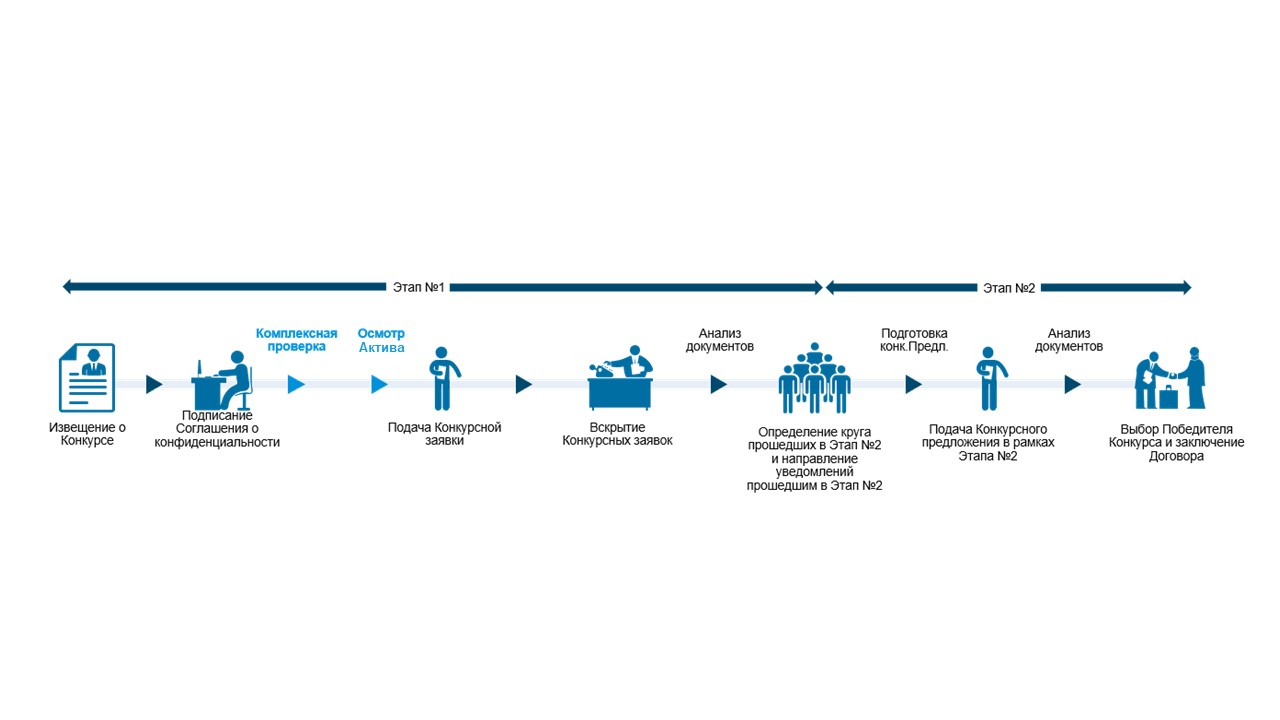 Этап №1
Этап №2
Комплексная
проверка
Осмотр
Актива
Анализ
документов
Подготовка
конк.Предл.
Анализ
документов
Извещение о
Конкурсе
Подписание
Соглашения о
конфиденциальности
Подача Конкурсной
заявки
Вскрытие
Конкурсных заявок
Определение круга
прошедших в Этап №2
и направление
уведомлений
прошедшим в Этап №2
Подача Конкурсного
предложения в рамках
Этапа №2
Выбор Победителя
Конкурса и заключение
Договора